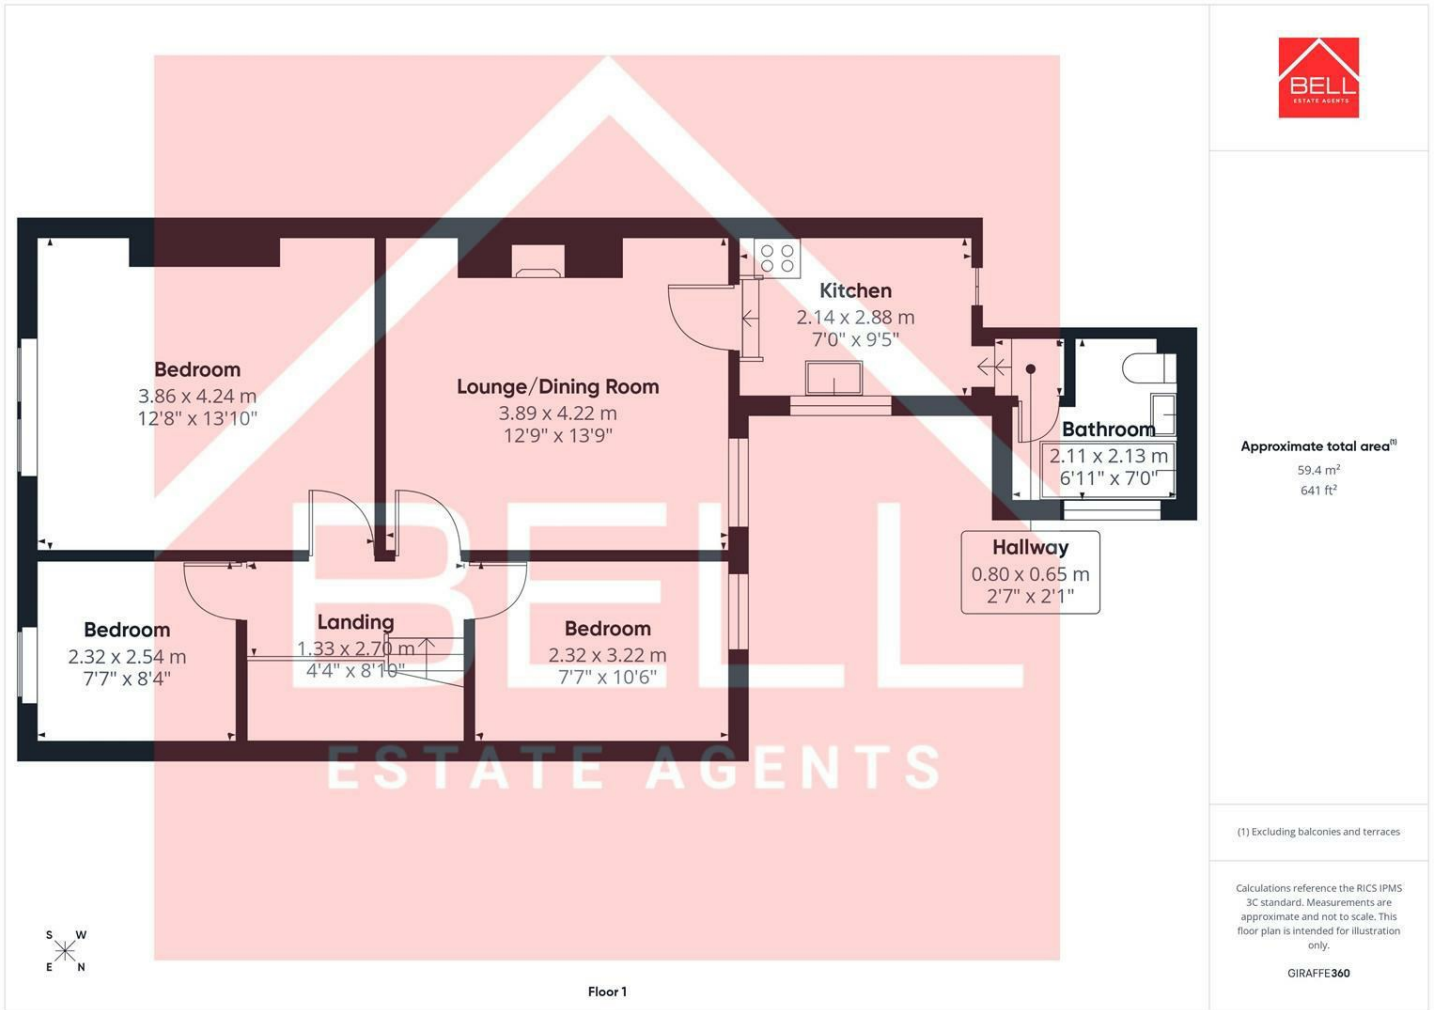 BELL
ESTATE AGENTS
Kitchen
2.14 x 2.88 m
7'0" x 9'5"
Bedroom
3.86 x 4.24 m
12'8" x 13'10"
Lounge/Dining Room
3.89 x 4.22 m
12'9" x 13'9"
Bathroom
2.11 x 2.13 m
6'11" x 7'0"
Hallway
0.80 x 0.65 m
2'7" x 2'1"
Bedroom
2.32 x 2.54 m
7'7" x 8'4"
Landing
1.33 x 2.70 m
4'4" x 8'10"
Bedroom
2.32 x 3.22 m
7'7" x 10'6"
BELL
ESTATE AGENTS
S W
E N
Floor 1
Approximate total area(1)
59.4 m²
641 ft²
(1) Excluding balconies and terraces
Calculations reference the RICS IPMS
3C standard. Measurements are
approximate and not to scale. This
floor plan is intended for illustration
only.
GIRAFFE360